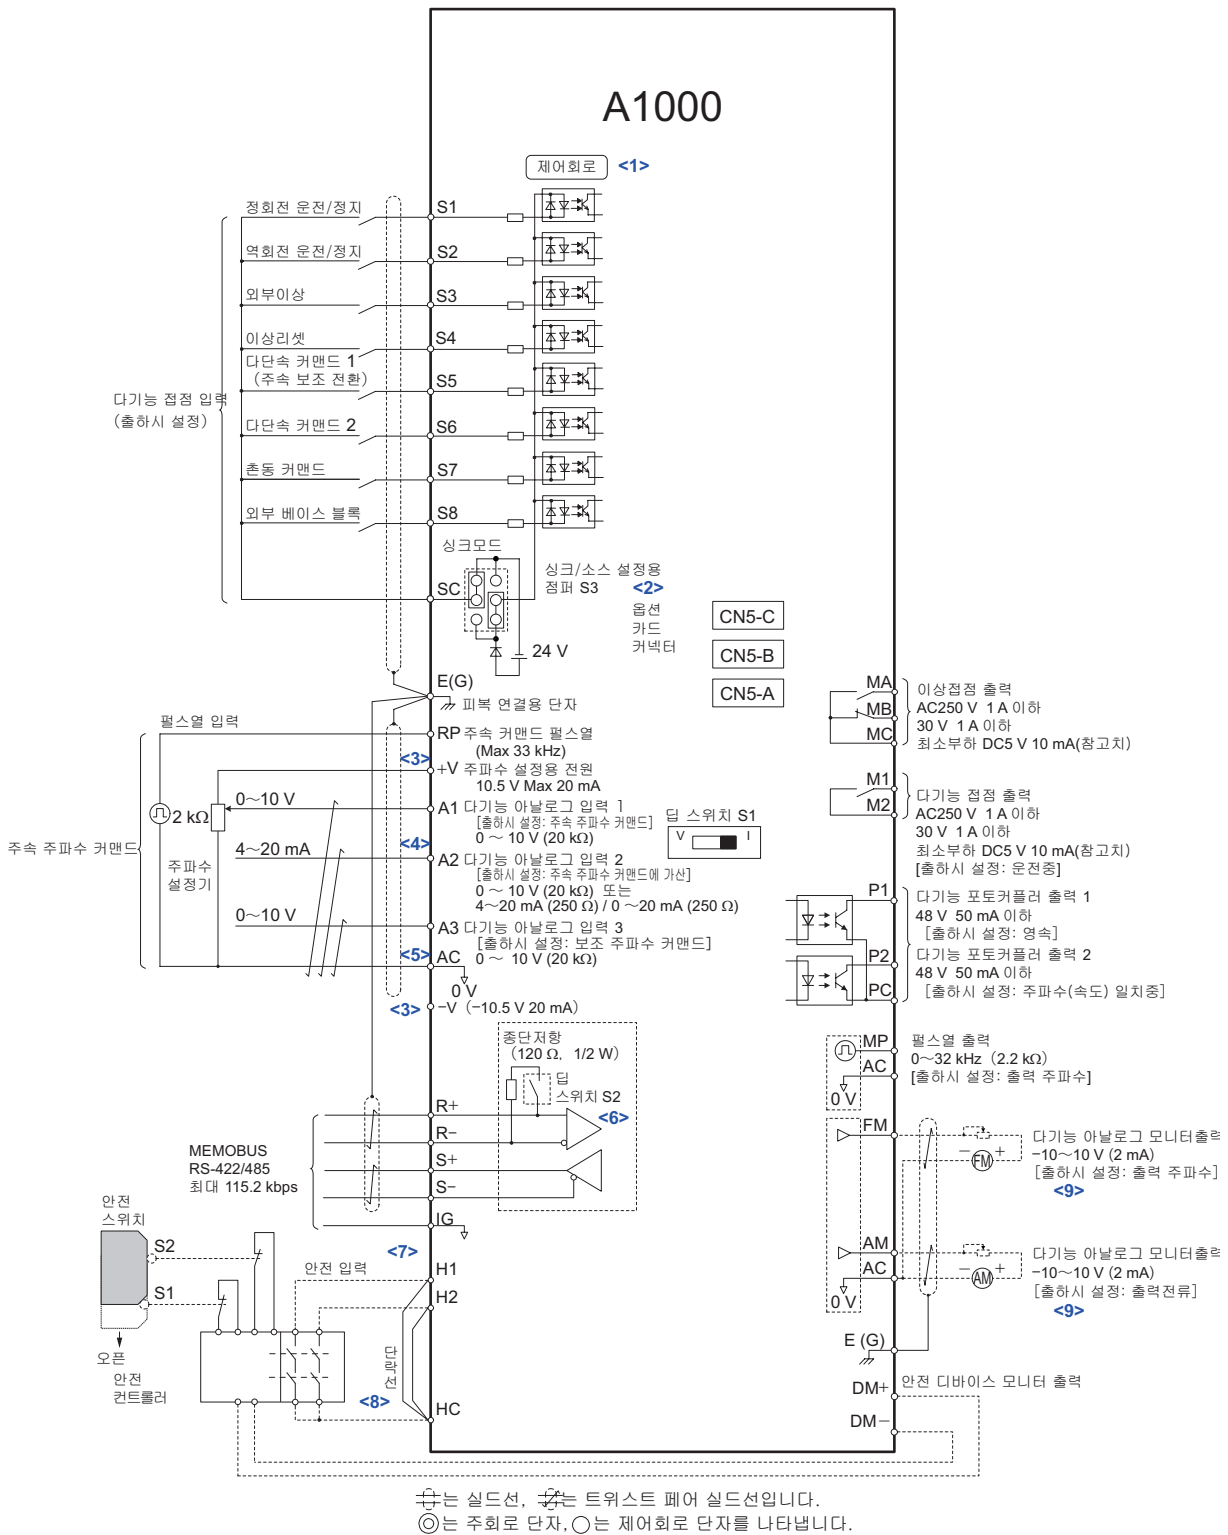 A1000
제어회로 <1>
정회전 운전/정지
S1
역회전 운전/정지
S2
외부이상
S3
이상리셋
S4
다단속 커맨드 1
(주속 보조 전환)
S5
다기능 접점 입력
(출하시 설정)
다단속 커맨드 2
S6
촌동 커맨드
S7
외부 베이스 블록
S8
싱크모드
SC
싱크/소스 설정용
점퍼 S3 <2>
24 V
옵션
카드
커넥터
CN5-C
CN5-B
CN5-A
E(G)
피복 연결용 단자
펄스열 입력
RP 주속 커맨드 펄스열
(Max 33 kHz)
<3>
+V 주파수 설정용 전원
10.5 V Max 20 mA
0~10 V
2 kΩ
A1 다기능 아날로그 입력 1
[출하시 설정: 주속 주파수 커맨드]
0 ~ 10 V (20 kΩ)
<4>
주속 주파수 커맨드
주파수
설정기
4~20 mA
A2 다기능 아날로그 입력 2
[출하시 설정: 주속 주파수 커맨드에 가산]
0 ~ 10 V (20 kΩ) 또는
4~20 mA (250 Ω) / 0 ~20 mA (250 Ω)
딥 스위치 S1
V I
0~10 V
A3 다기능 아날로그 입력 3
[출하시 설정: 보조 주파수 커맨드]
0 ~ 10 V (20 kΩ)
<5>
AC
0 V
<3>
−V (−10.5 V 20 mA)
MA
MB
MC
이상접점 출력
AC250 V 1 A 이하
30 V 1 A 이하
최소부하 DC5 V 10 mA(참고치)
M1
M2
다기능 접점 출력
AC250 V 1 A 이하
30 V 1 A 이하
최소부하 DC5 V 10 mA(참고치)
[출하시 설정: 운전중]
P1
다기능 포토커플러 출력 1
48 V 50 mA 이하
[출하시 설정: 영속]
P2
PC
다기능 포토커플러 출력 2
48 V 50 mA 이하
[출하시 설정: 주파수(속도) 일치중]
MP
AC
0 V
펄스열 출력
0~32 kHz (2.2 kΩ)
[출하시 설정: 출력 주파수]
종단저항
(120 Ω, 1/2 W)
딥
스위치 S2
<6>
R+
R−
S+
S−
IG
MEMOBUS
RS-422/485
최대 115.2 kbps
FM
− FM +
다기능 아날로그 모니터출력
−10~10 V (2 mA)
[출하시 설정: 출력 주파수]
<9>
AM
AC
0 V
− AM +
다기능 아날로그 모니터출력
−10~10 V (2 mA)
[출하시 설정: 출력전류]
<9>
E (G)
안전
스위치
S2
S1
오픈
안전
컨트롤러
<7>
안전 입력
H1
H2
단락선
<8>
HC
DM+
DM−
안전 디바이스 모니터 출력
는 실드선, 는 트위스트 페어 실드선입니다.
◎는 주회로 단자, ○는 제어회로 단자를 나타냅니다.